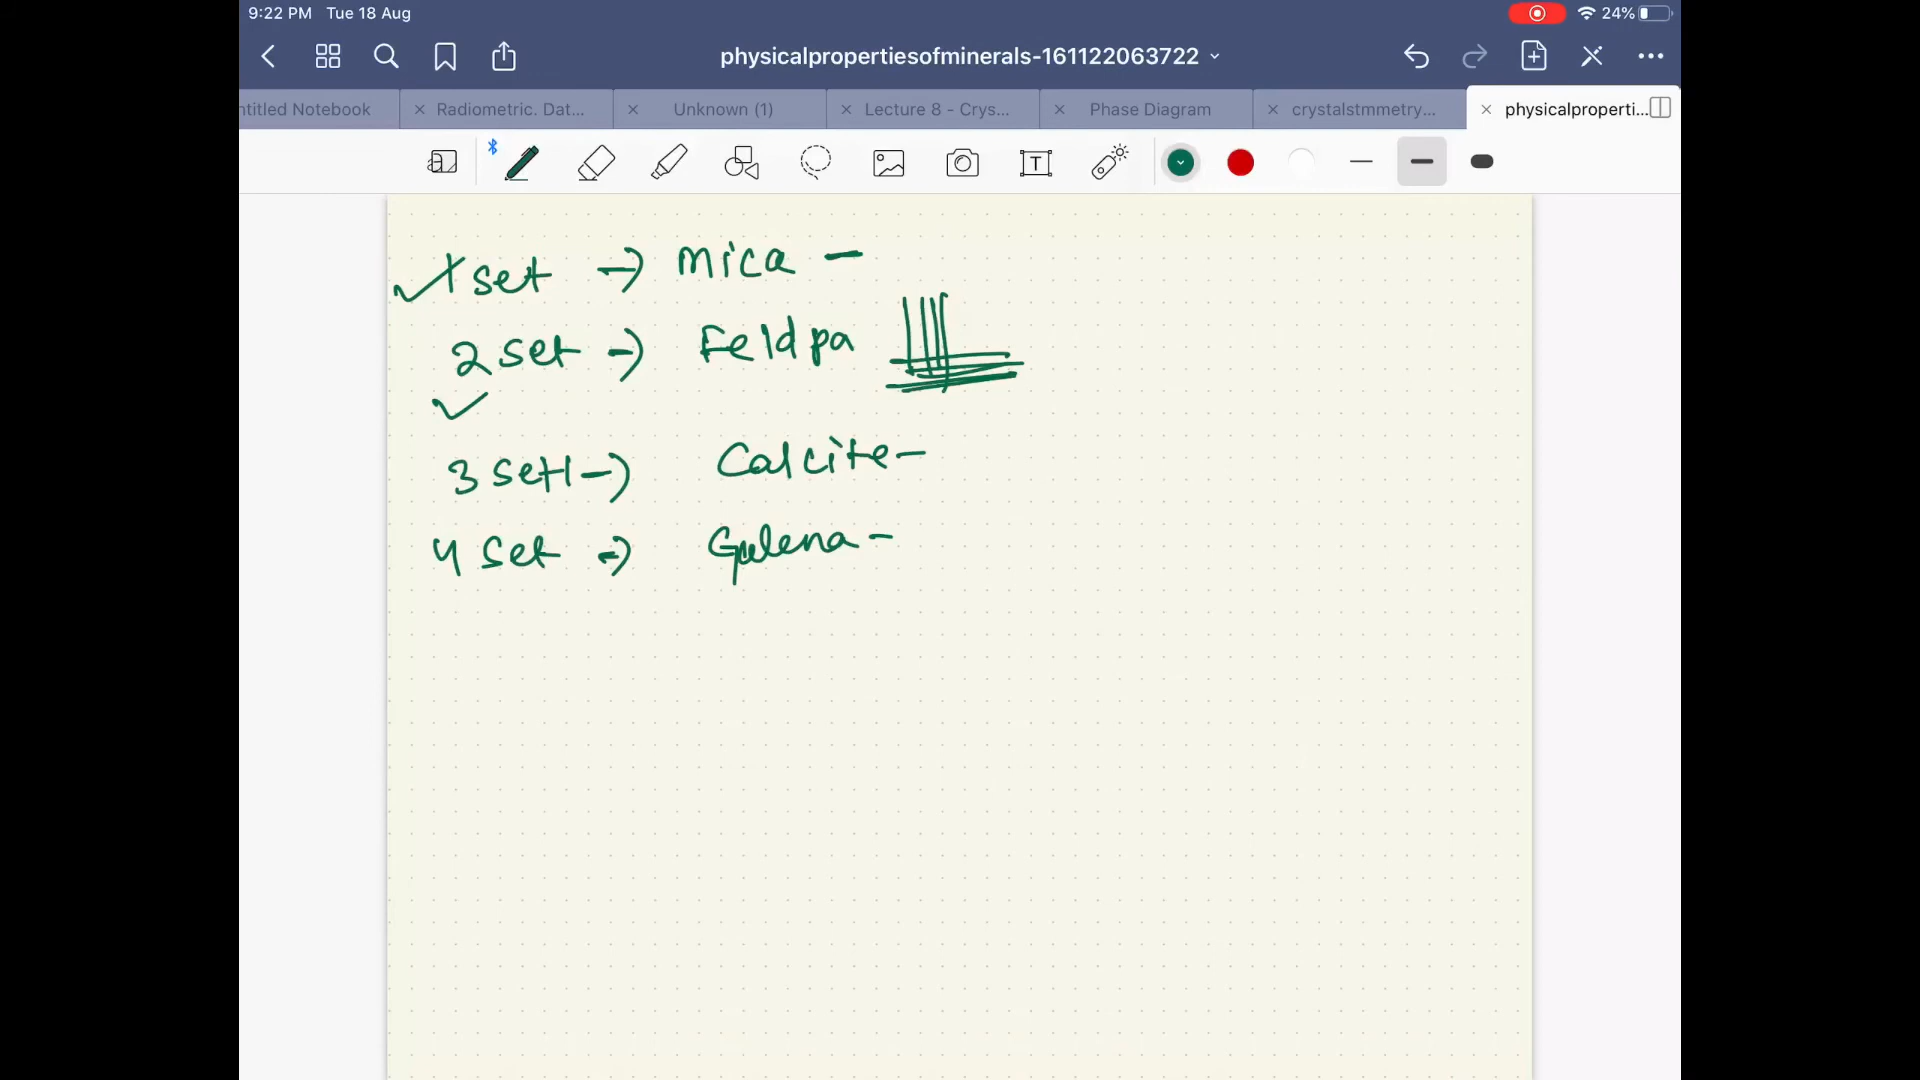 9:22 PM Tue 18 Aug
24%
physicalpropertiesofminerals-161122063722
ntitled Notebook
Radiometric. Dat...
Unknown (1)
Lecture 8 - Crys...
Phase Diagram
crystalstmmetry...
physicalproperti...
T
1 set → Mica -
2 set → Feldpa
3 set → Calcite -
4 set → Galena -